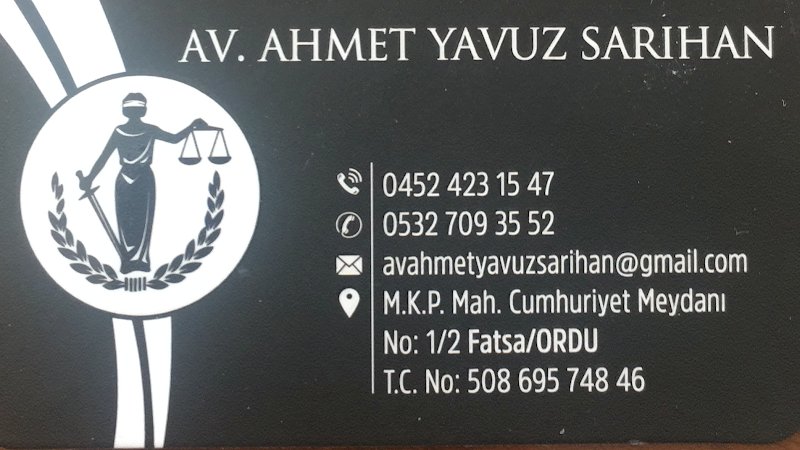 AV. AHMET YAVUZ SARIHAN
0452 423 15 47
0532 709 35 52
avahmetyavuzsarihan@gmail.com
M.K.P. Mah. Cumhuriyet Meydanı
No: 1/2 Fatsa/ORDU
T.C. No: 508 695 748 46